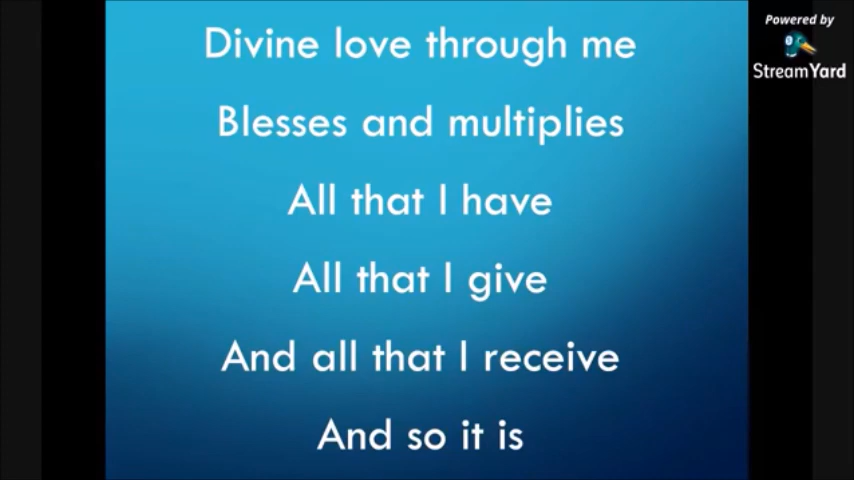 Divine love through me
Blesses and multiplies
All that I have
All that I give
And all that I receive
And so it is
Powered by
StreamYard